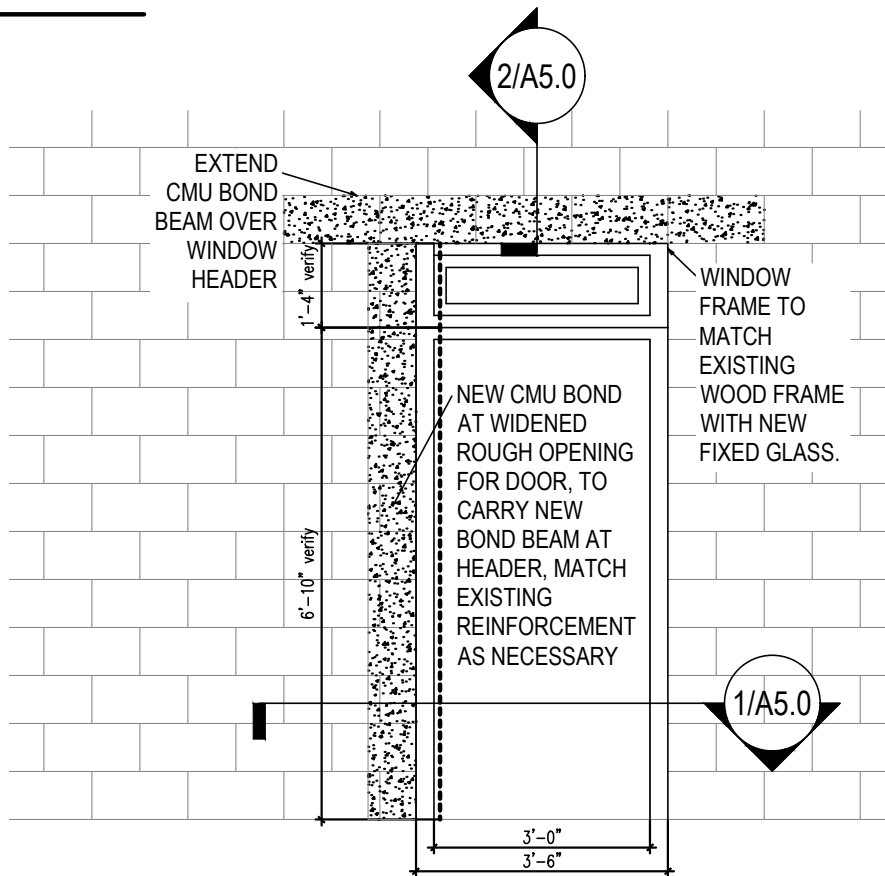 2/A5.0
EXTEND
CMU BOND
BEAM OVER
WINDOW
HEADER
1'-4" verify
WINDOW
FRAME TO
MATCH
EXISTING
WOOD FRAME
WITH NEW
FIXED GLASS.
NEW CMU BOND
AT WIDENED
ROUGH OPENING
FOR DOOR, TO
CARRY NEW
BOND BEAM AT
HEADER, MATCH
EXISTING
REINFORCEMENT
AS NECESSARY
6'-10" verify
1/A5.0
3'-0"
3'-6"